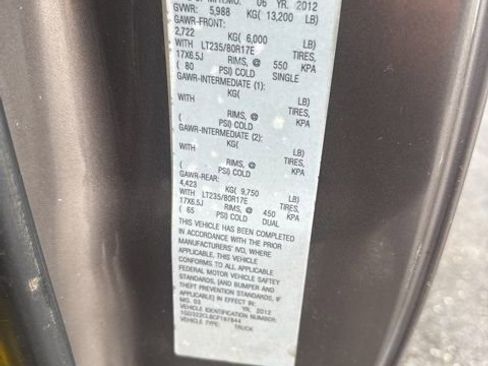 MO. 06 YR. 2012
GVWR: 5,988 KG( 13,200 LB)
GAWR-FRONT:
2,722 KG( 6,000 LB)
WITH LT235/80R17E TIRES,
17X6.5J RIMS, @ 550 KPA
( 80 PSI) COLD SINGLE
GAWR-INTERMEDIATE (1):
KG( LB)
WITH TIRES,
RIMS, @ KPA
( PSI) COLD
GAWR-INTERMEDIATE (2):
KG( LB)
WITH TIRES,
RIMS, @ KPA
( PSI) COLD
GAWR-REAR:
4,423 KG( 9,750 LB)
WITH LT235/80R17E TIRES,
17X6.5J RIMS, @ 450 KPA
( 65 PSI) COLD DUAL
THIS VEHICLE HAS BEEN COMPLETED
IN ACCORDANCE WITH THE PRIOR
MANUFACTURERS' IVD, WHERE
APPLICABLE, THIS VEHICLE
CONFORMS TO ALL APPLICABLE
FEDERAL MOTOR VEHICLE SAFTEY
STANDARDS, (AND BUMPER AND
THEFT PREVENTION STANDARDS, IF
APPLICABLE) IN EFFECT IN:
MO. 03 YR. 2012
VEHICLE IDENTIFICATION NUMBER:
VEHICLE TYPE: TRUCK